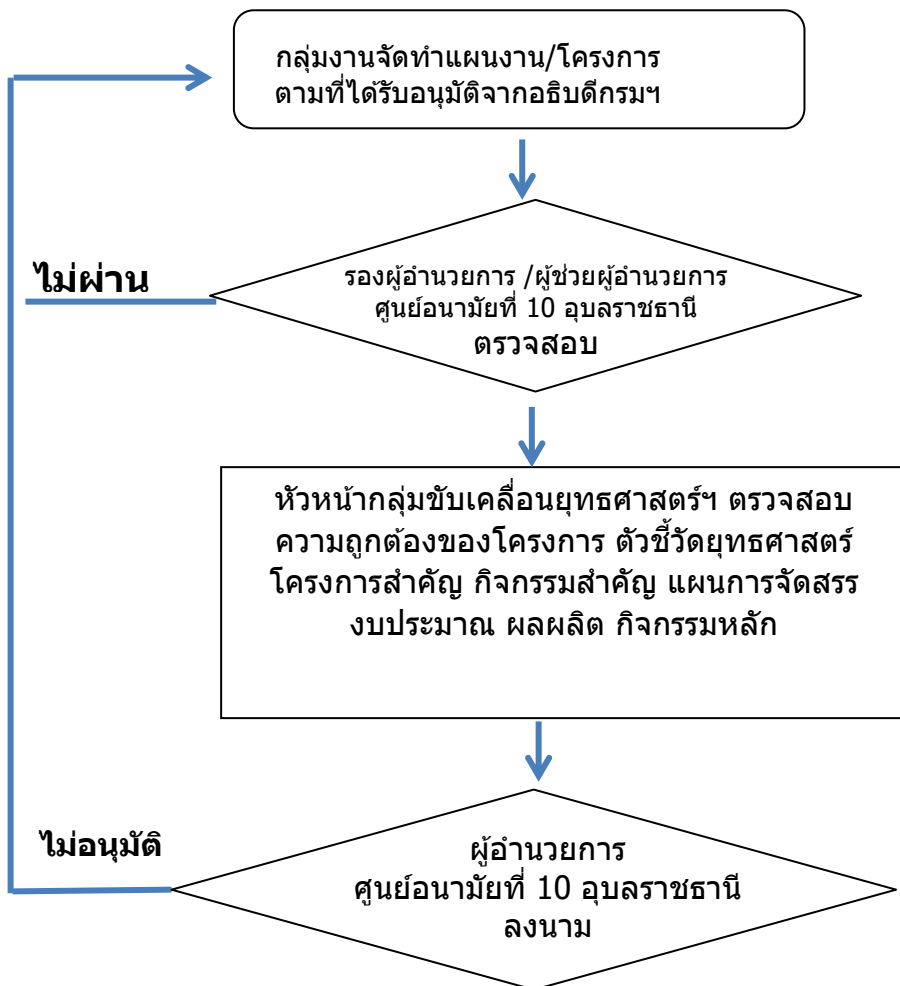 กลุ่มงานจัดทำแผนงาน/โครงการ
ตามที่ได้รับอนุมัติจากอธิบดีกรมฯ
ไม่ผ่าน
รองผู้อำนวยการ /ผู้ช่วยผู้อำนวยการ
ศูนย์อนามัยที่ 10 อุบลราชธานี
ตรวจสอบ
หัวหน้ากลุ่มขับเคลื่อนยุทธศาสตร์ฯ ตรวจสอบ
ความถูกต้องของโครงการ ตัวชี้วัดยุทธศาสตร์
โครงการสำคัญ กิจกรรมสำคัญ แผนการจัดสรร
งบประมาณ ผลผลิต กิจกรรมหลัก
ไม่อนุมัติ
ผู้อำนวยการ
ศูนย์อนามัยที่ 10 อุบลราชธานี
ลงนาม